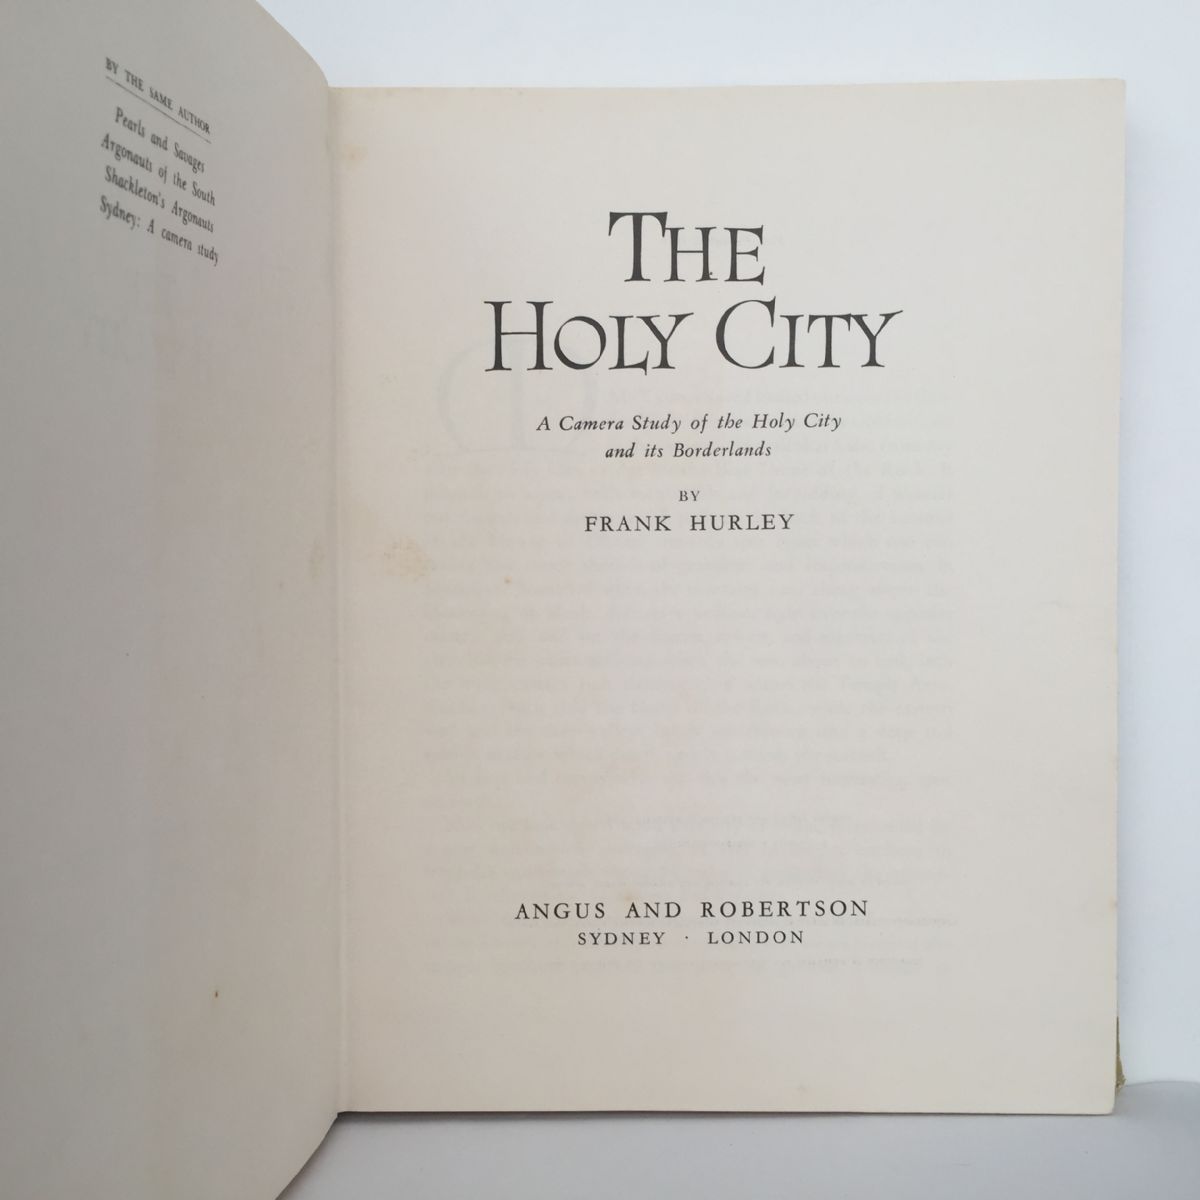 BY THE SAME AUTHOR
Pearls and Savages
Argonauts of the South
Shackleton's Argonauts
Sydney: A camera study
THE
HOLY CITY
A Camera Study of the Holy City
and its Borderlands
BY
FRANK HURLEY
ANGUS AND ROBERTSON
SYDNEY · LONDON